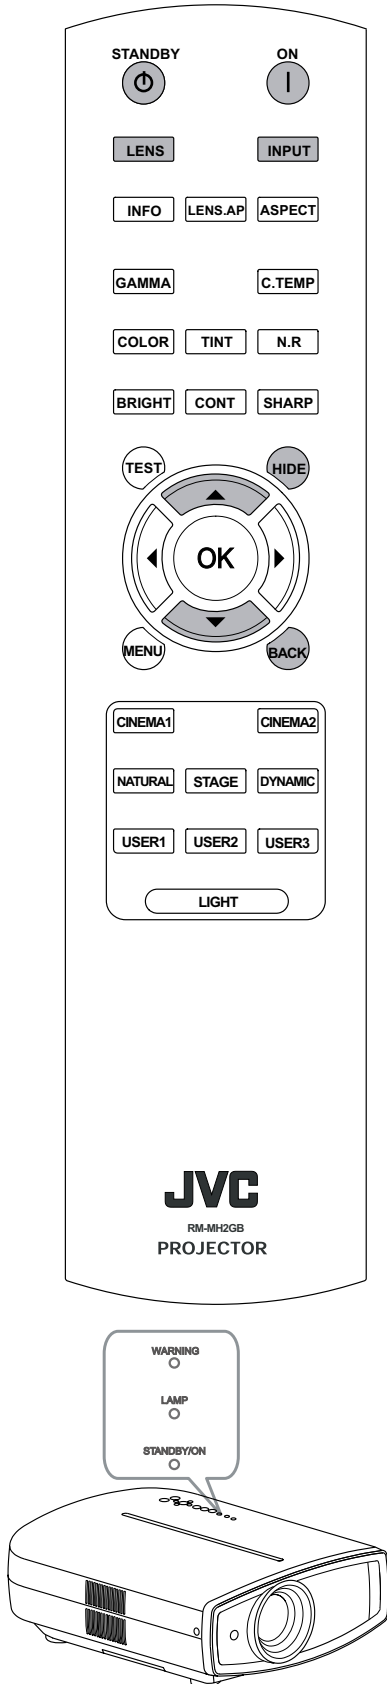 STANDBY ON
LENS INPUT
INFO LENS.AP ASPECT
GAMMA C.TEMP
COLOR TINT N.R
BRIGHT CONT SHARP
TEST HIDE
OK
MENU BACK
CINEMA1 CINEMA2
NATURAL STAGE DYNAMIC
USER1 USER2 USER3
LIGHT
JVC
RM-MH2GB
PROJECTOR
WARNING
LAMP
STANDBY/ON